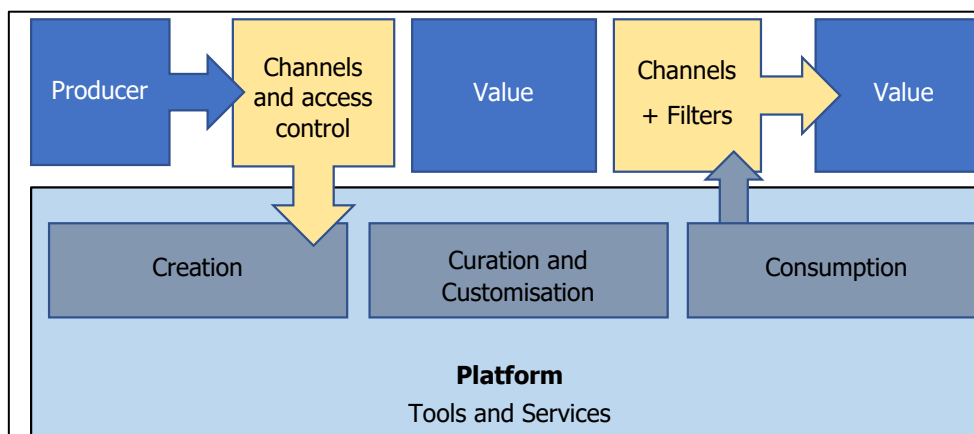 Producer
Channels
and access
control
Value
Channels
+ Filters
Value
Creation
Curation and
Customisation
Consumption
Platform
Tools and Services